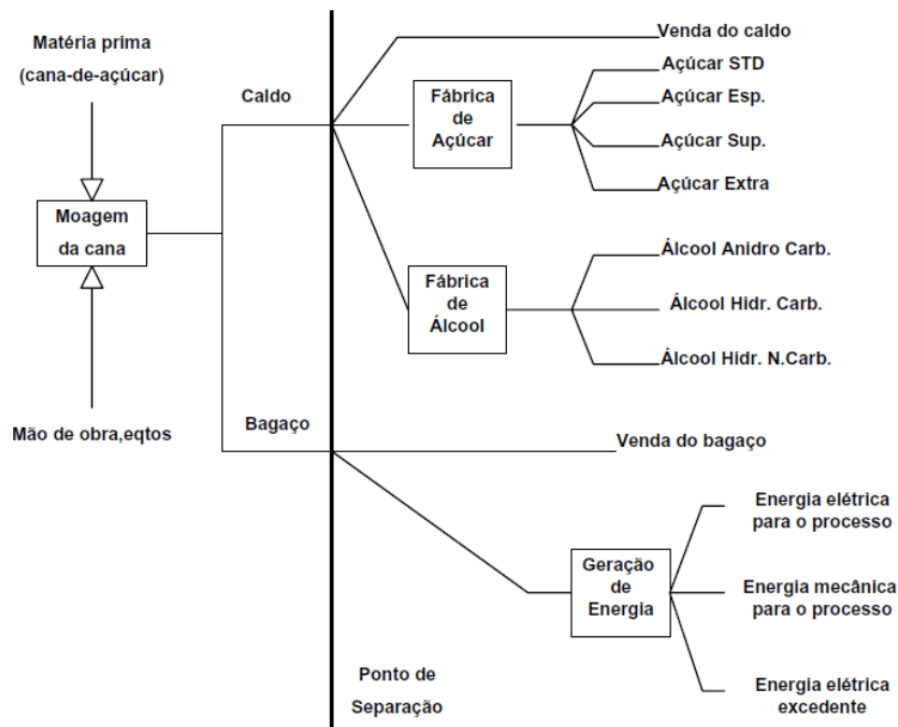 Matéria prima
(cana-de-açúcar)
Moagem
da cana
Mão de obra,eqtos
Caldo
Bagaço
Ponto de
Separação
Venda do caldo
Fábrica
de
Açúcar
Açúcar STD
Açúcar Esp.
Açúcar Sup.
Açúcar Extra
Fábrica
de
Álcool
Álcool Anidro Carb.
Álcool Hidr. Carb.
Álcool Hidr. N.Carb.
Venda do bagaço
Geração
de
Energia
Energia elétrica
para o processo
Energia mecânica
para o processo
Energia elétrica
excedente